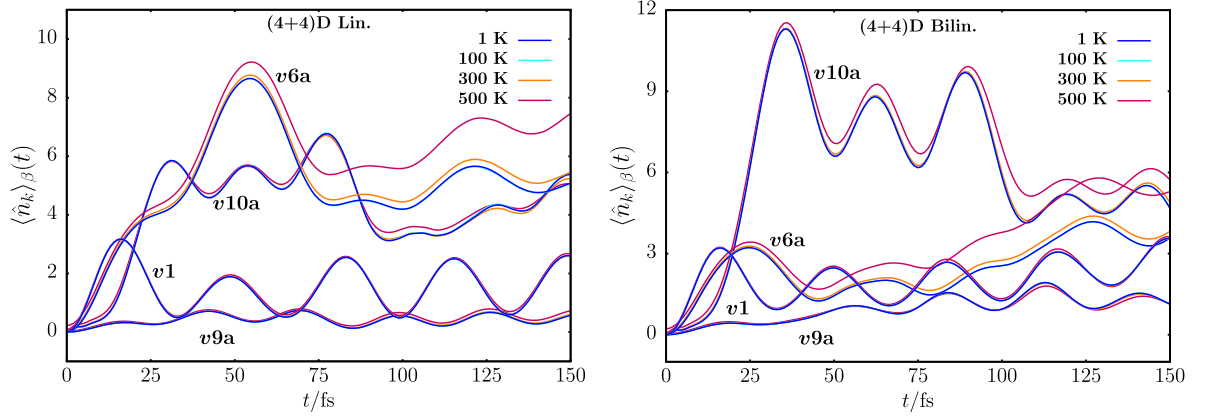 (4+4)D Lin.
1 K
100 K
300 K
500 K
v6a
v10a
v1
v9a
10
8
6
4
2
0
0 25 50 75 100 125 150
t/fs
⟨n̂ₖ⟩β(t)
(4+4)D Bilin.
1 K
100 K
300 K
500 K
v10a
v6a
v1
v9a
12
9
6
3
0
0 25 50 75 100 125 150
t/fs
⟨n̂ₖ⟩β(t)